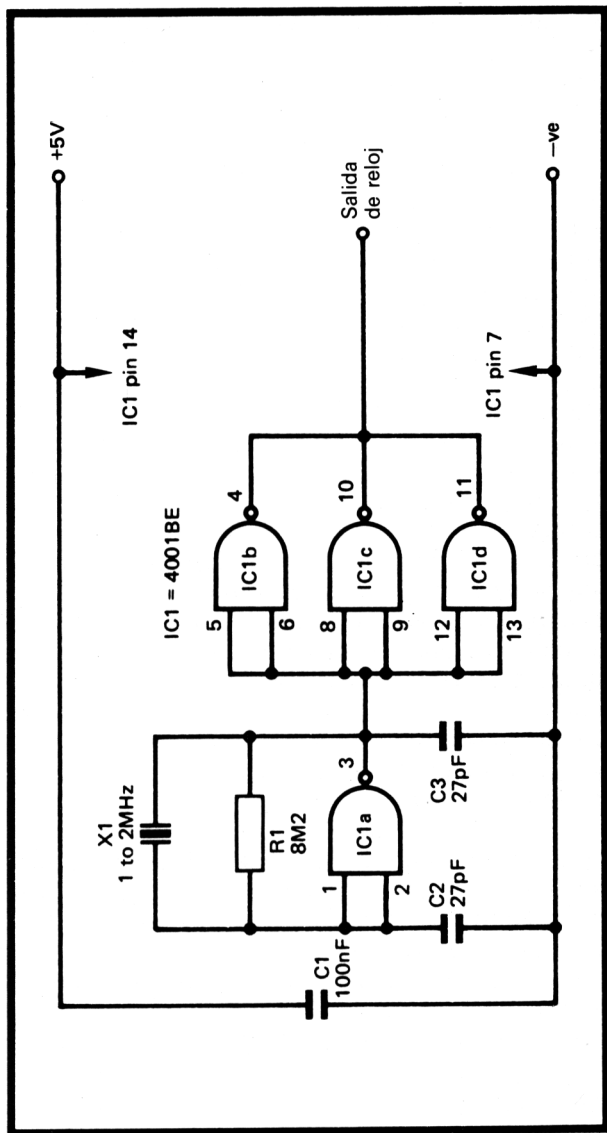 +5V
IC1 pin 14
IC1 = 4001BE
X1
1 to 2MHz
R1
8M2
C1
100nF
1
2
IC1a
3
5
6
IC1b
4
8
9
IC1c
10
12
13
IC1d
11
Salida
de reloj
C2
27pF
C3
27pF
IC1 pin 7
–ve